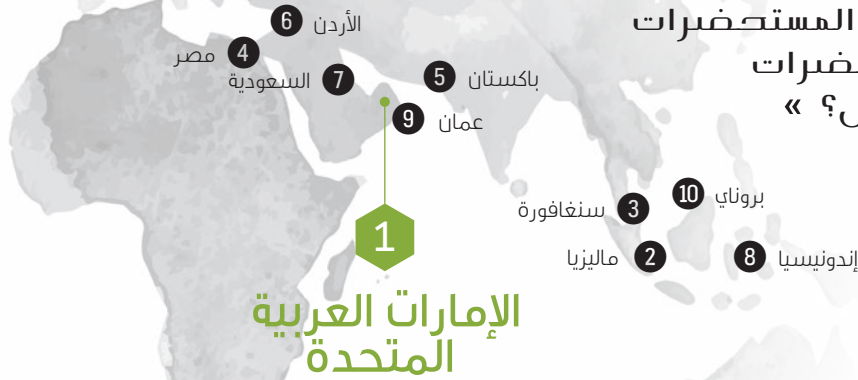 المستحضرات
ضرات
؟ »
6 الأردن
4 مصر
7 السعودية
5 باكستان
9 عمان
10 بروناي
3 سنغافورة
2 ماليزيا
8 إندونيسيا
1
الإمارات العربية
المتحدة